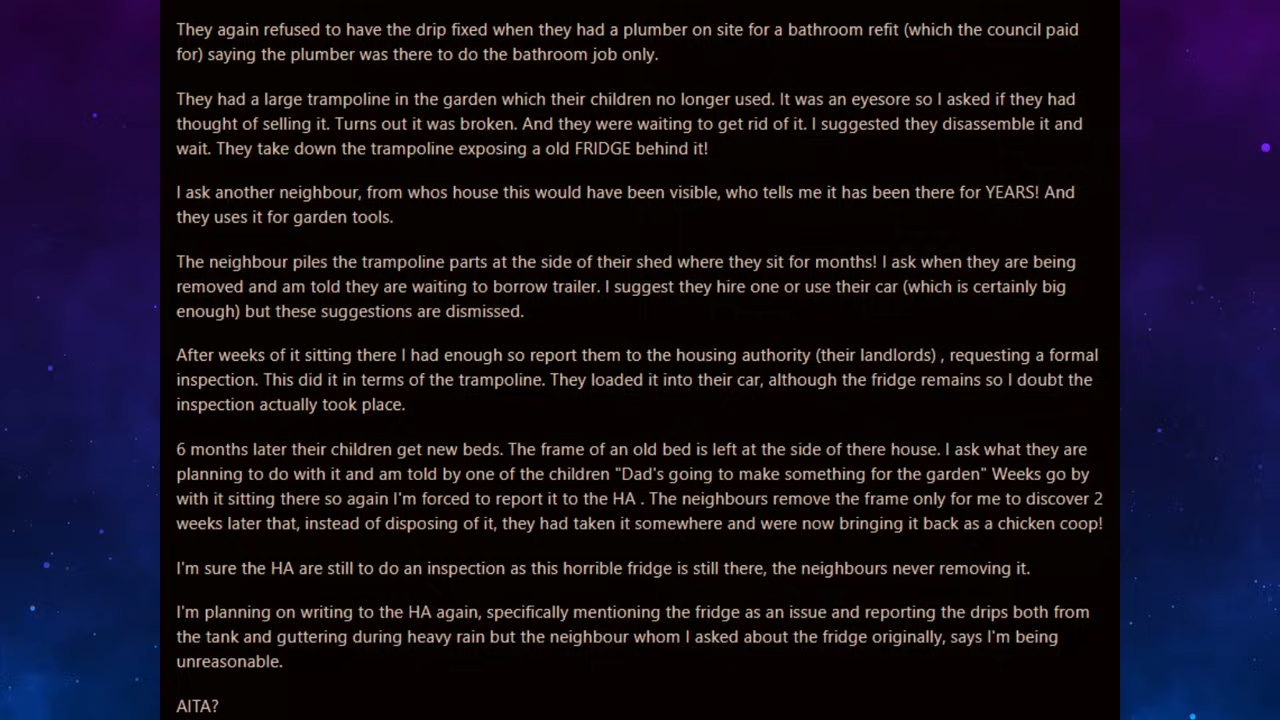 They again refused to have the drip fixed when they had a plumber on site for a bathroom refit (which the council paid
for) saying the plumber was there to do the bathroom job only.
They had a large trampoline in the garden which their children no longer used. It was an eyesore so I asked if they had
thought of selling it. Turns out it was broken. And they were waiting to get rid of it. I suggested they disassemble it and
wait. They take down the trampoline exposing a old FRIDGE behind it!
I ask another neighbour, from whos house this would have been visible, who tells me it has been there for YEARS! And
they uses it for garden tools.
The neighbour piles the trampoline parts at the side of their shed where they sit for months! I ask when they are being
removed and am told they are waiting to borrow trailer. I suggest they hire one or use their car (which is certainly big
enough) but these suggestions are dismissed.
After weeks of it sitting there I had enough so report them to the housing authority (their landlords) , requesting a formal
inspection. This did it in terms of the trampoline. They loaded it into their car, although the fridge remains so I doubt the
inspection actually took place.
6 months later their children get new beds. The frame of an old bed is left at the side of there house. I ask what they are
planning to do with it and am told by one of the children "Dad's going to make something for the garden" Weeks go by
with it sitting there so again I'm forced to report it to the HA . The neighbours remove the frame only for me to discover 2
weeks later that, instead of disposing of it, they had taken it somewhere and were now bringing it back as a chicken coop!
I'm sure the HA are still to do an inspection as this horrible fridge is still there, the neighbours never removing it.
I'm planning on writing to the HA again, specifically mentioning the fridge as an issue and reporting the drips both from
the tank and guttering during heavy rain but the neighbour whom I asked about the fridge originally, says I'm being
unreasonable.
AITA?